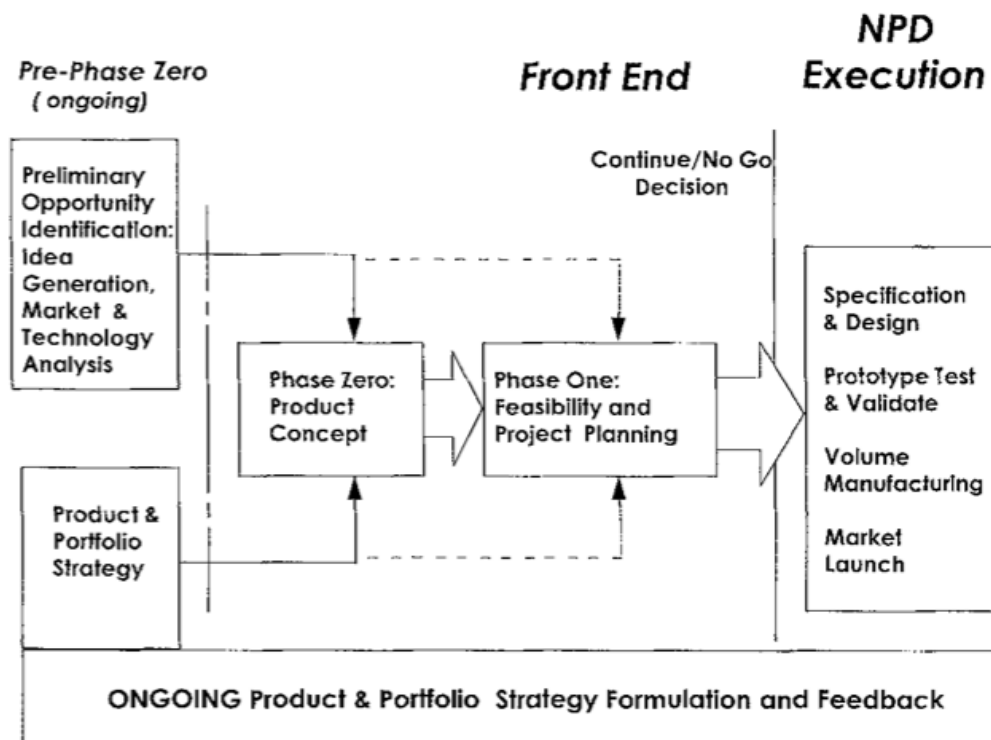 Pre-Phase Zero
( ongoing)
Front End
NPD
Execution
Preliminary
Opportunity
Identification:
Idea
Generation,
Market &
Technology
Analysis
Continue/No Go
Decision
Phase Zero:
Product
Concept
Phase One:
Feasibility and
Project Planning
Specification
& Design
Prototype Test
& Validate
Volume
Manufacturing
Market
Launch
Product &
Portfolio
Strategy
ONGOING Product & Portfolio Strategy Formulation and Feedback